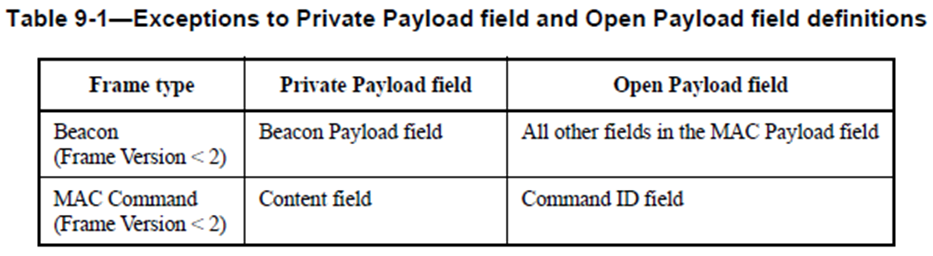 Table 9-1—Exceptions to Private Payload field and Open Payload field definitions
Frame type Private Payload field Open Payload field
Beacon Beacon Payload field All other fields in the MAC Payload field
(Frame Version < 2)
MAC Command Content field Command ID field
(Frame Version < 2)